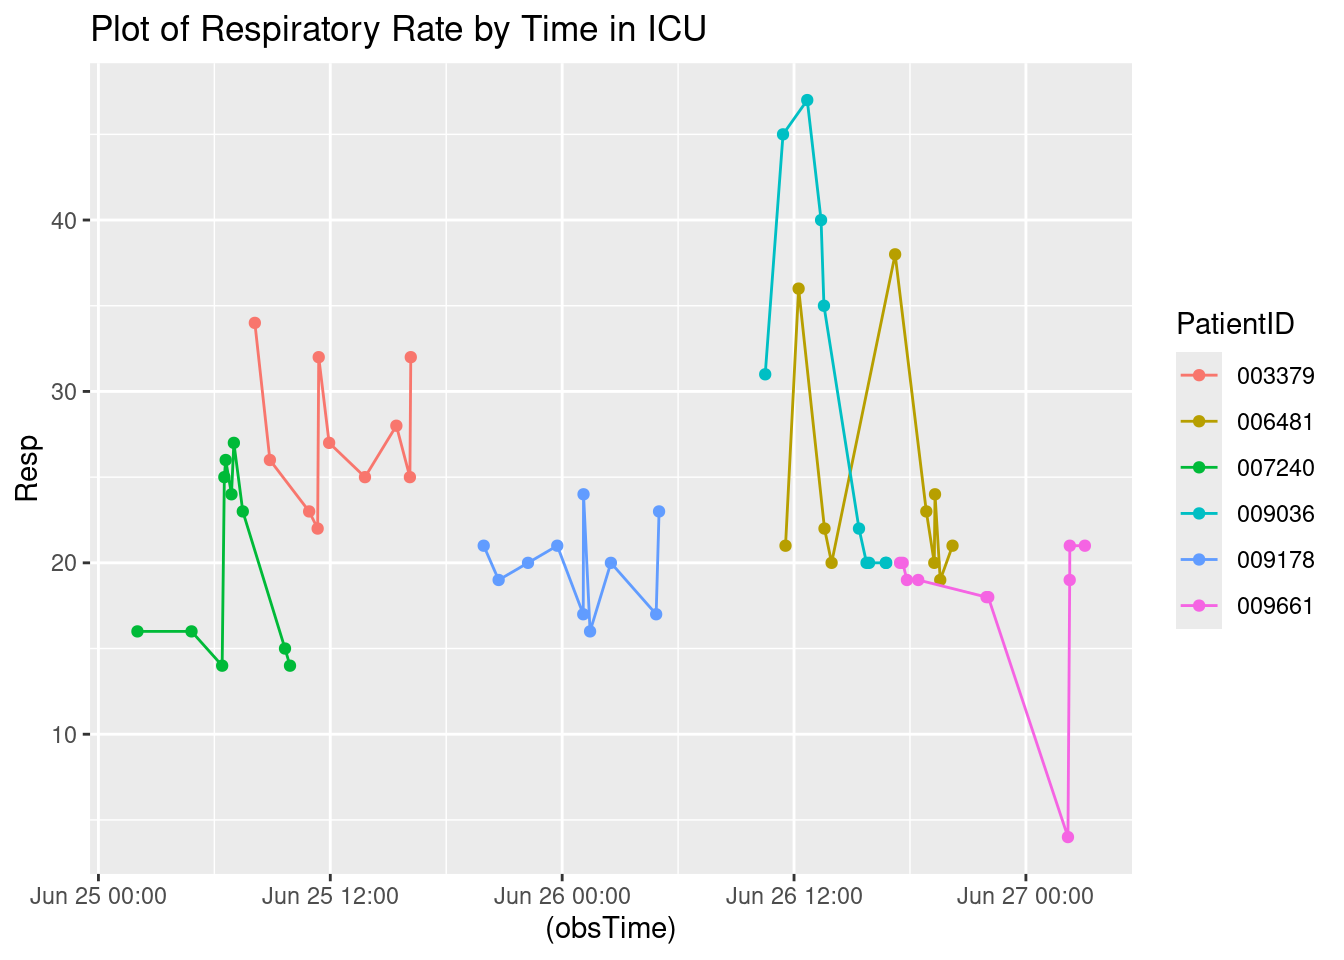 Plot of Respiratory Rate by Time in ICU
Resp
40
30
20
10
Jun 25 00:00
Jun 25 12:00
Jun 26 00:00
Jun 26 12:00
Jun 27 00:00
(obsTime)
PatientID
003379
006481
007240
009036
009178
009661